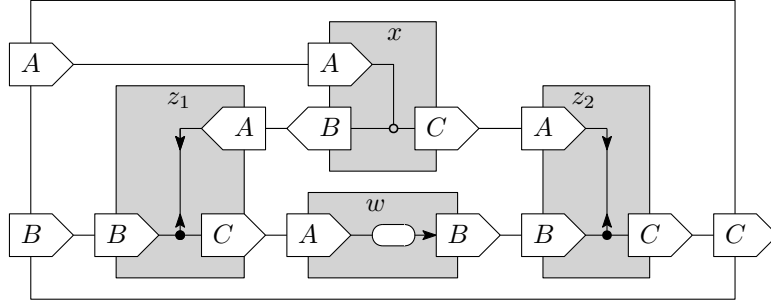 x
A A
z₁ z₂
A B C A
w
B B C A B B C C